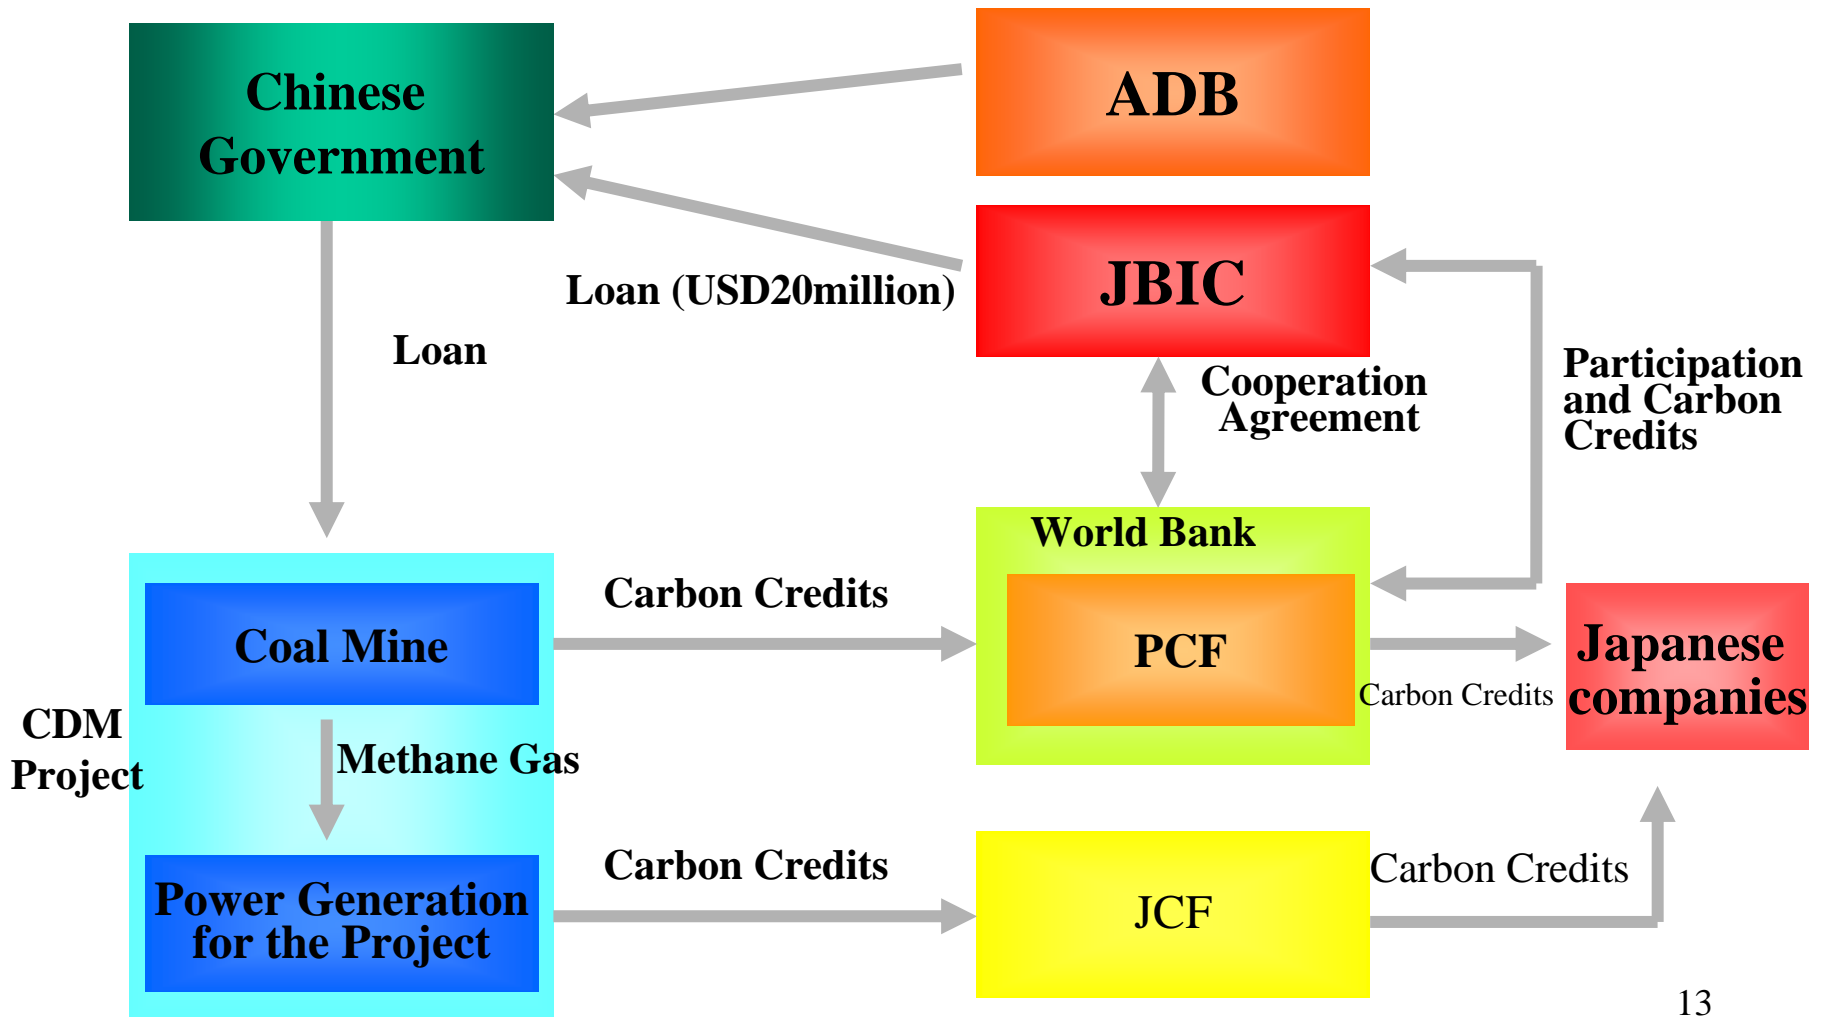 Chinese
Government
ADB
JBIC
Loan (USD20million)
Loan
Cooperation
Agreement
Participation
and Carbon
Credits
World Bank
PCF
Carbon Credits
Coal Mine
Carbon Credits
Japanese
companies
CDM
Project
Methane Gas
Power Generation
for the Project
Carbon Credits
JCF
Carbon Credits
13